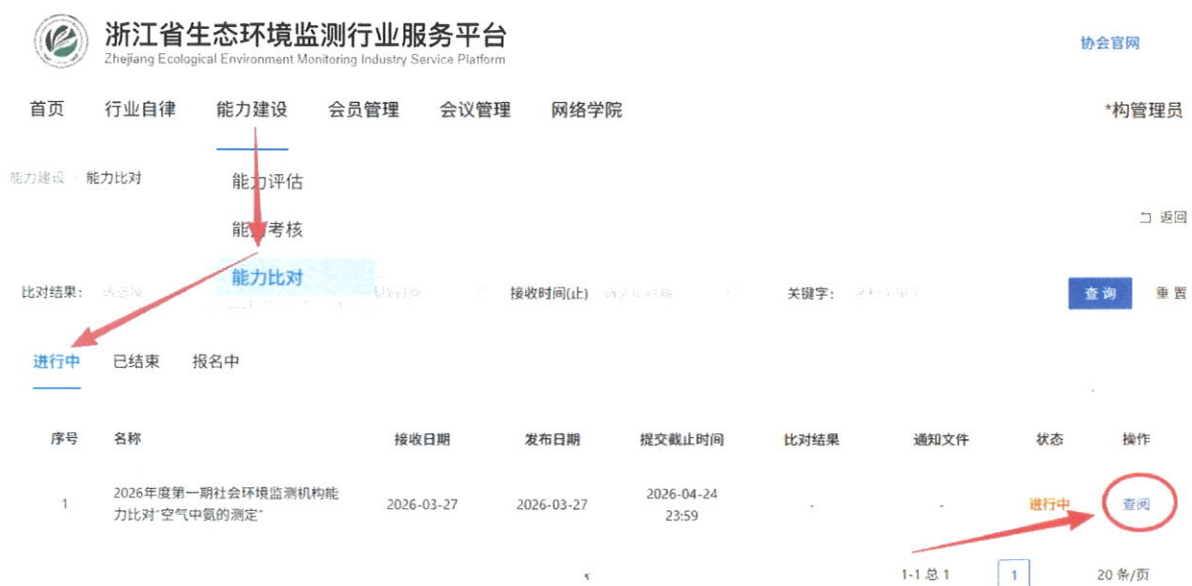 浙江省生态环境监测行业服务平台
Zhejiang Ecological Environment Monitoring Industry Service Platform
协会官网
首页 行业自律 能力建设 会员管理 会议管理 网络学院 *构管理员
能力建设 能力比对
能力评估
返回
能力考核
能力比对
比对结果: 接收时间(止) 关键字: 查询 重置
进行中 已结束 报名中
序号 名称 接收日期 发布日期 提交截止时间 比对结果 通知文件 状态 操作
1 2026年度第一期社会环境监测机构能力比对"空气中氨的测定" 2026-03-27 2026-03-27 2026-04-24 23:59 - - 进行中 查阅
1-1 总 1 1 20 条/页